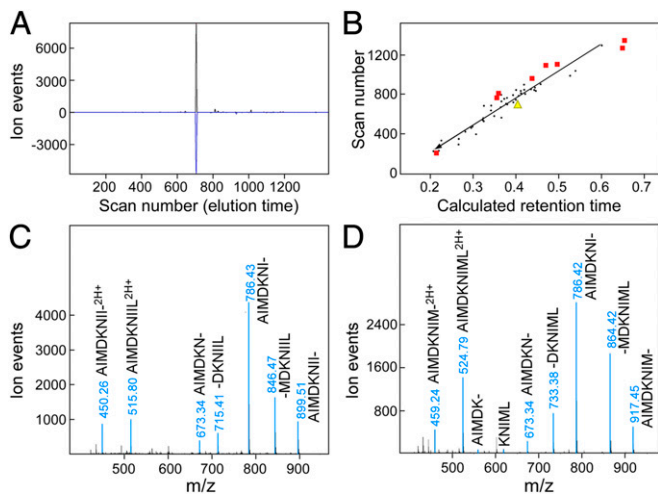 A
Ion events
6000
3000
0
-3000
200 400 600 800 1000 1200
Scan number (elution time)
B
Scan number
1200
800
400
0
0.2 0.3 0.4 0.5 0.6 0.7
Calculated retention time
C
Ion events
4000
3000
2000
1000
450.26 AIMDKNII-2H+
515.80 AIMDKNIIL2H+
673.34 AIMDKN-
715.41 -DKNIIL
786.43 AIMDKNI-
846.47 -MDKNIIL
899.51 AIMDKNII-
500 600 700 800 900
m/z
D
Ion events
2400
1600
800
459.24 AIMDKNIM-2H+
524.79 AIMDKNIML2H+
AIMDK-
KNIML
673.34 AIMDKN-
733.38 -DKNIML
786.42 AIMDKNI-
864.42 -MDKNIML
917.45 AIMDKNIM-
500 600 700 800 900
m/z